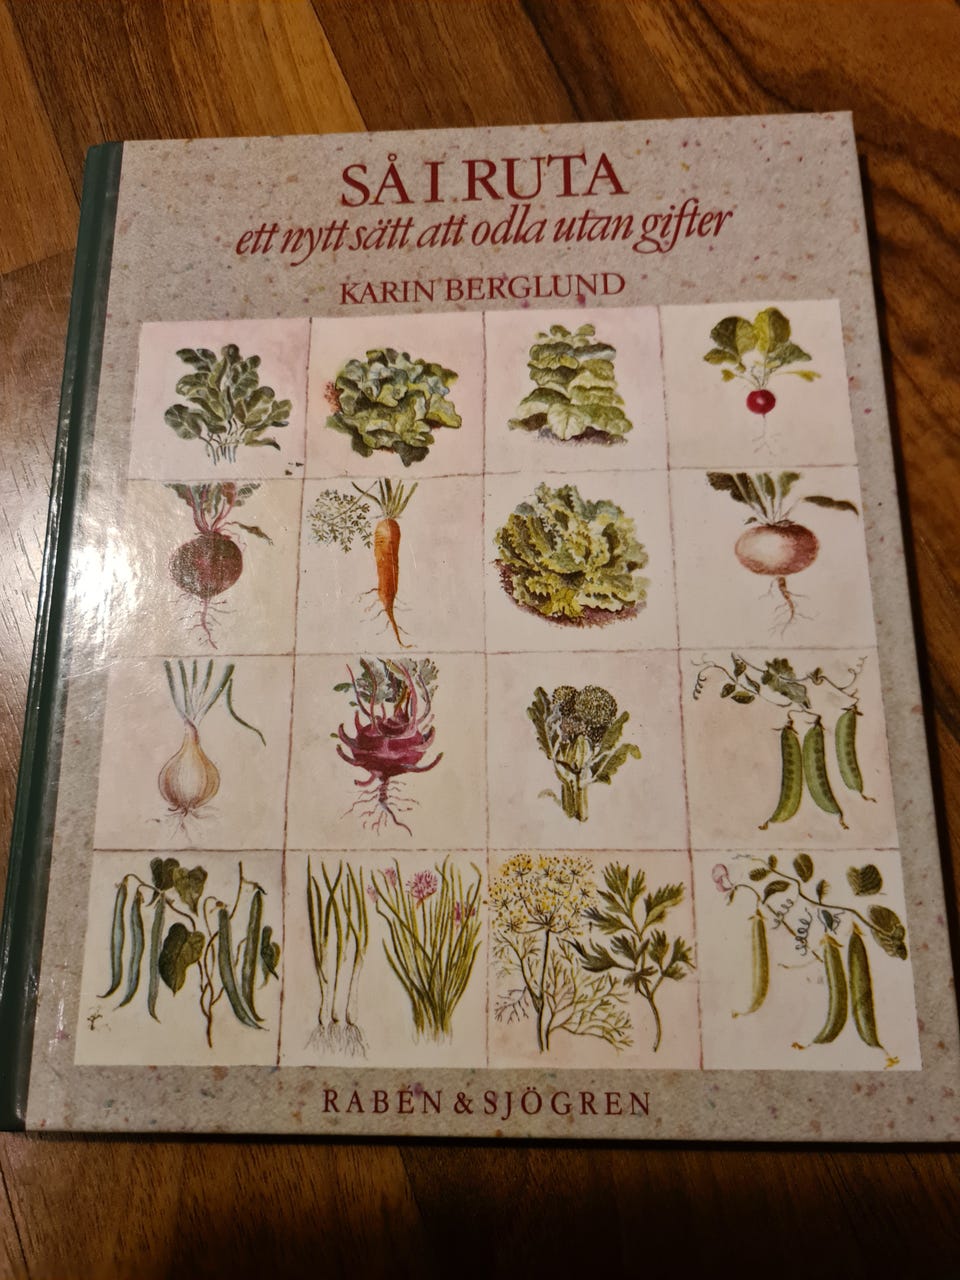 SÅ I RUTA
ett nytt sätt att odla utan gifter
KARIN BERGLUND
RABÉN & SJÖGREN